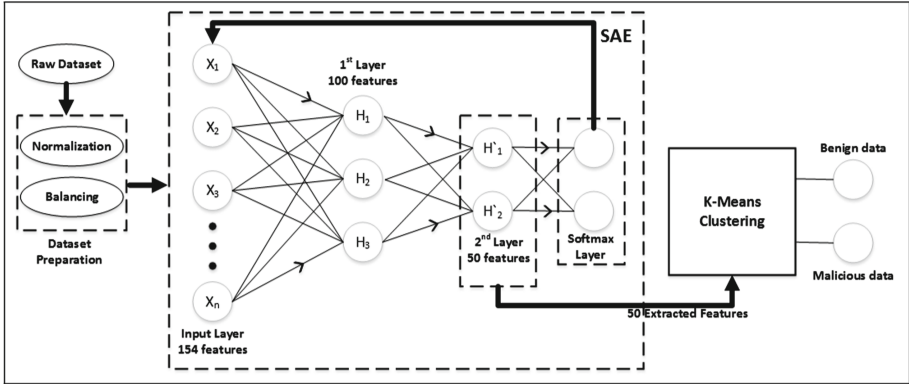 SAE
Raw Dataset
Normalization
Balancing
Dataset
Preparation
X1
X2
X3
Xn
Input Layer
154 features
1st Layer
100 features
H1
H2
H3
H`1
H`2
2nd Layer
50 features
Softmax
Layer
50 Extracted Features
K-Means
Clustering
Benign data
Malicious data